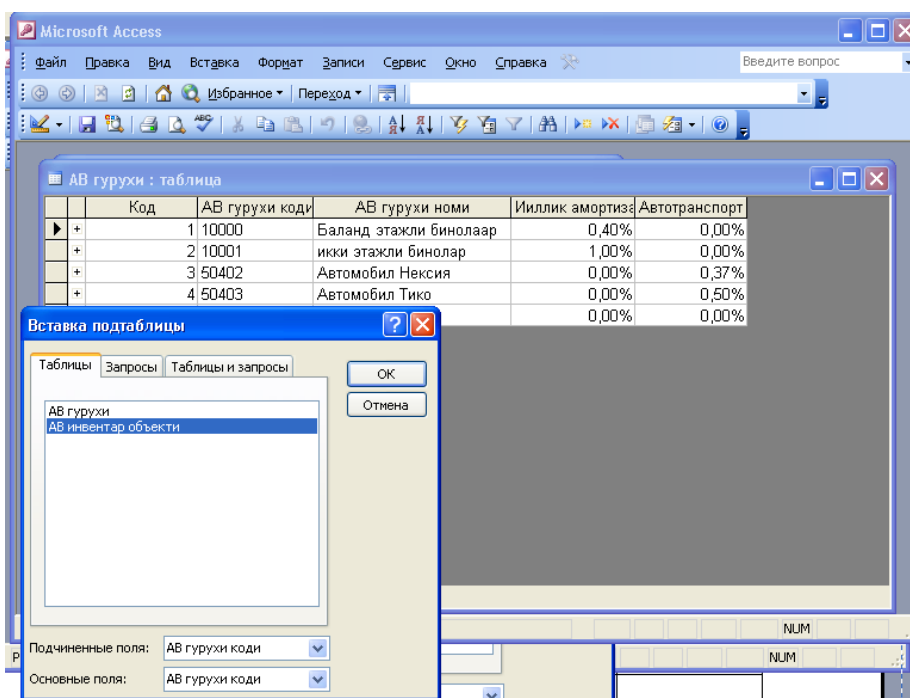 Microsoft Access
Файл Правка Вид Вставка Формат Записи Сервис Окно Справка Введите вопрос
Избранное Переход
АВ гурухи : таблица
Код АВ гурухи коди АВ гурухи номи Ииллик амортиза Автотранспорт
1 10000 Баланд этажли бинолаар 0,40% 0,00%
2 10001 икки этажли бинолар 1,00% 0,00%
3 50402 Автомобил Нексия 0,00% 0,37%
4 50403 Автомобил Тико 0,00% 0,50%
0,00% 0,00%
Вставка подтаблицы
Таблицы Запросы Таблицы и запросы
ОК
Отмена
АВ гурухи
АВ инвентар объекти
NUM
Подчиненные поля: АВ гурухи коди
NUM
Основные поля: АВ гурухи коди